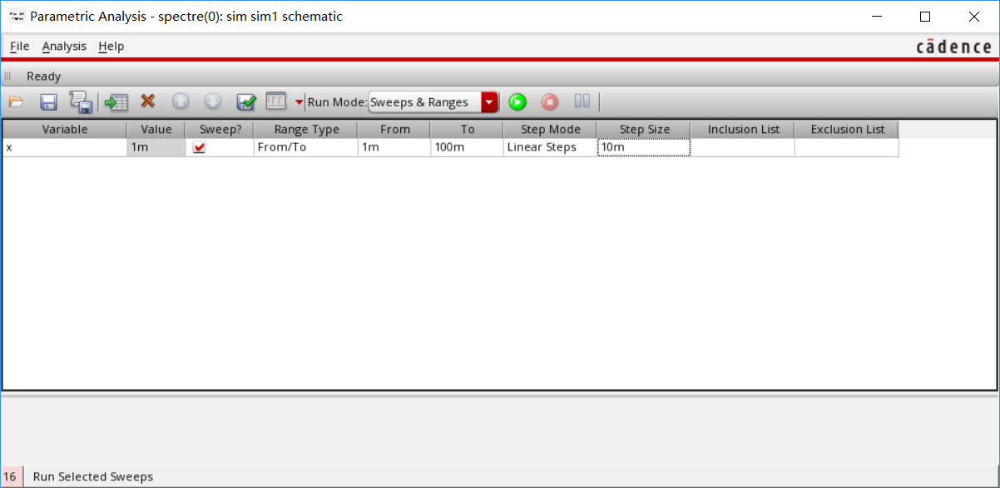 Parametric Analysis - spectre(0): sim sim1 schematic
File Analysis Help cādence
Ready
Run Mode: Sweeps & Ranges
Variable Value Sweep? Range Type From To Step Mode Step Size Inclusion List Exclusion List
x 1m From/To 1m 100m Linear Steps 10m
16 Run Selected Sweeps